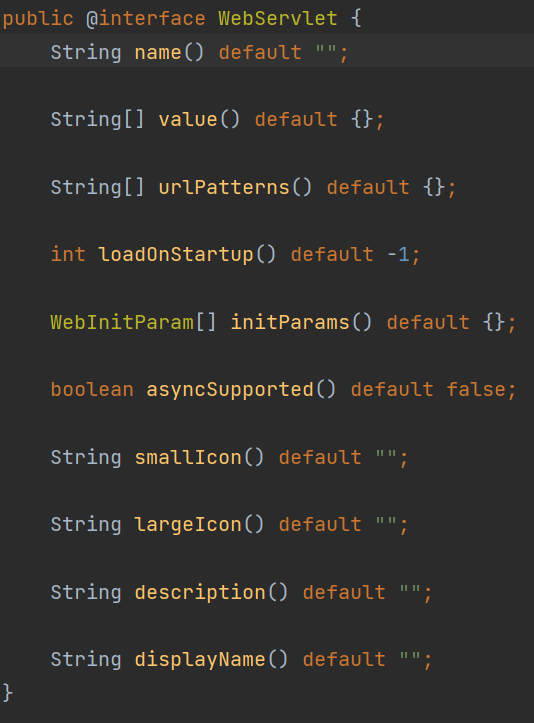 public @interface WebServlet {
String name() default "";
String[] value() default {};
String[] urlPatterns() default {};
int loadOnStartup() default -1;
WebInitParam[] initParams() default {};
boolean asyncSupported() default false;
String smallIcon() default "";
String largeIcon() default "";
String description() default "";
String displayName() default "";
}